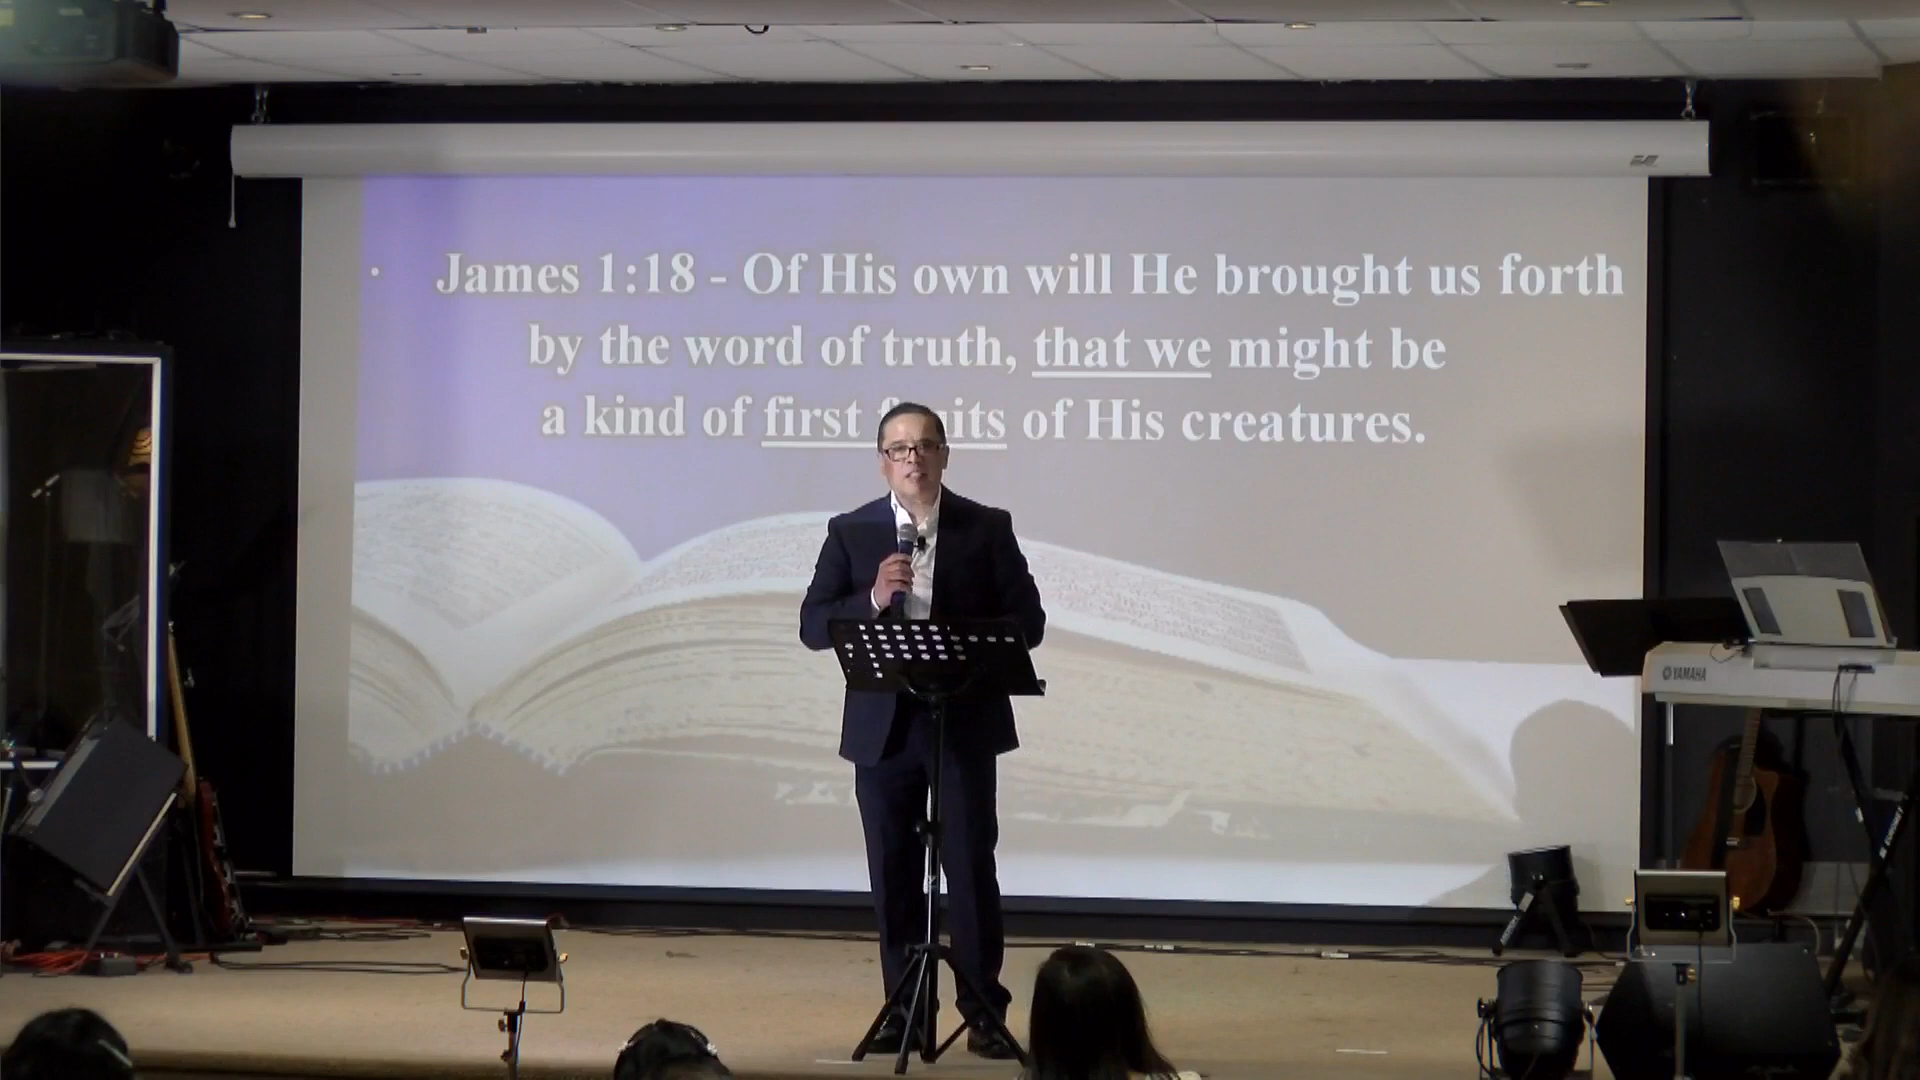 · James 1:18 - Of His own will He brought us forth
by the word of truth, that we might be
a kind of first fruits of His creatures.
YAMAHA